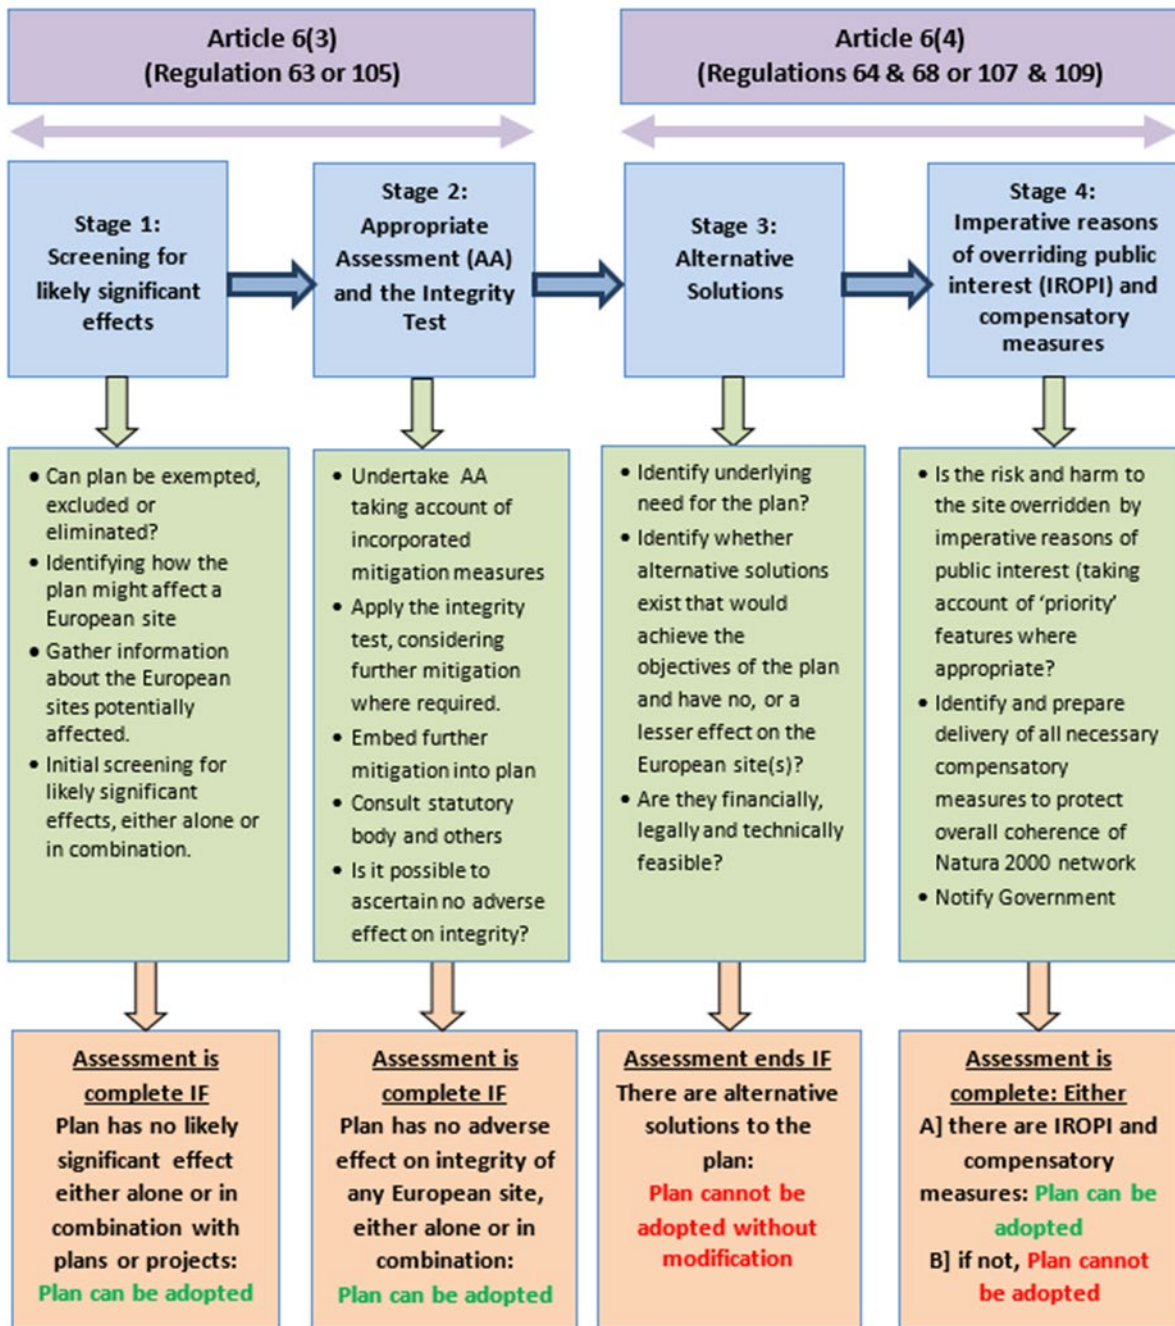 Article 6(3)
(Regulation 63 or 105)
Article 6(4)
(Regulations 64 & 68 or 107 & 109)
Stage 1:
Screening for
likely significant
effects
Stage 2:
Appropriate
Assessment (AA)
and the Integrity
Test
Stage 3:
Alternative
Solutions
Stage 4:
Imperative reasons
of overriding public
interest (IROPI) and
compensatory
measures
• Can plan be exempted,
excluded or
eliminated?
• Identifying how the
plan might affect a
European site
• Gather information
about the European
sites potentially
affected.
• Initial screening for
likely significant
effects, either alone or
in combination.
• Undertake AA
taking account of
incorporated
mitigation measures
• Apply the integrity
test, considering
further mitigation
where required.
• Embed further
mitigation into plan
• Consult statutory
body and others
• Is it possible to
ascertain no adverse
effect on integrity?
• Identify underlying
need for the plan?
• Identify whether
alternative solutions
exist that would
achieve the
objectives of the plan
and have no, or a
lesser effect on the
European site(s)?
• Are they financially,
legally and technically
feasible?
• Is the risk and harm to
the site overridden by
imperative reasons of
public interest (taking
account of ‘priority’
features where
appropriate?
• Identify and prepare
delivery of all necessary
compensatory
measures to protect
overall coherence of
Natura 2000 network
• Notify Government
Assessment is
complete IF
Plan has no likely
significant effect
either alone or in
combination with
plans or projects:
Plan can be adopted
Assessment is
complete IF
Plan has no adverse
effect on integrity of
any European site,
either alone or in
combination:
Plan can be adopted
Assessment ends IF
There are alternative
solutions to the
plan:
Plan cannot be
adopted without
modification
Assessment is
complete: Either
A] there are IROPI and
compensatory
measures: Plan can be
adopted
B] if not, Plan cannot
be adopted